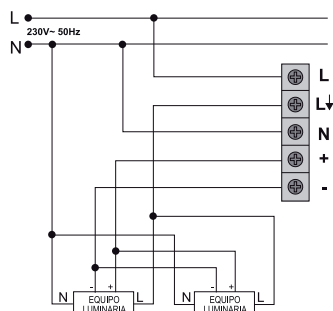 L
230V~ 50Hz
N
L
L↓
N
+
-
- +
- +
N EQUIPO LUMINARIA L
N EQUIPO LUMINARIA L